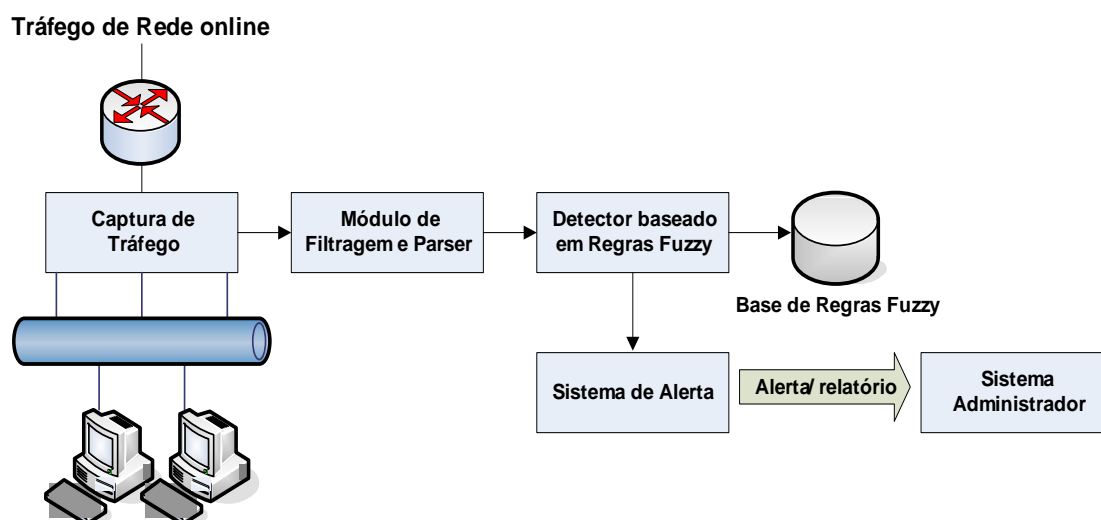 Tráfego de Rede online
Captura de
Tráfego
Módulo de
Filtragem e Parser
Detector baseado
em Regras Fuzzy
Base de Regras Fuzzy
Sistema de Alerta
Alerta/ relatório
Sistema
Administrador